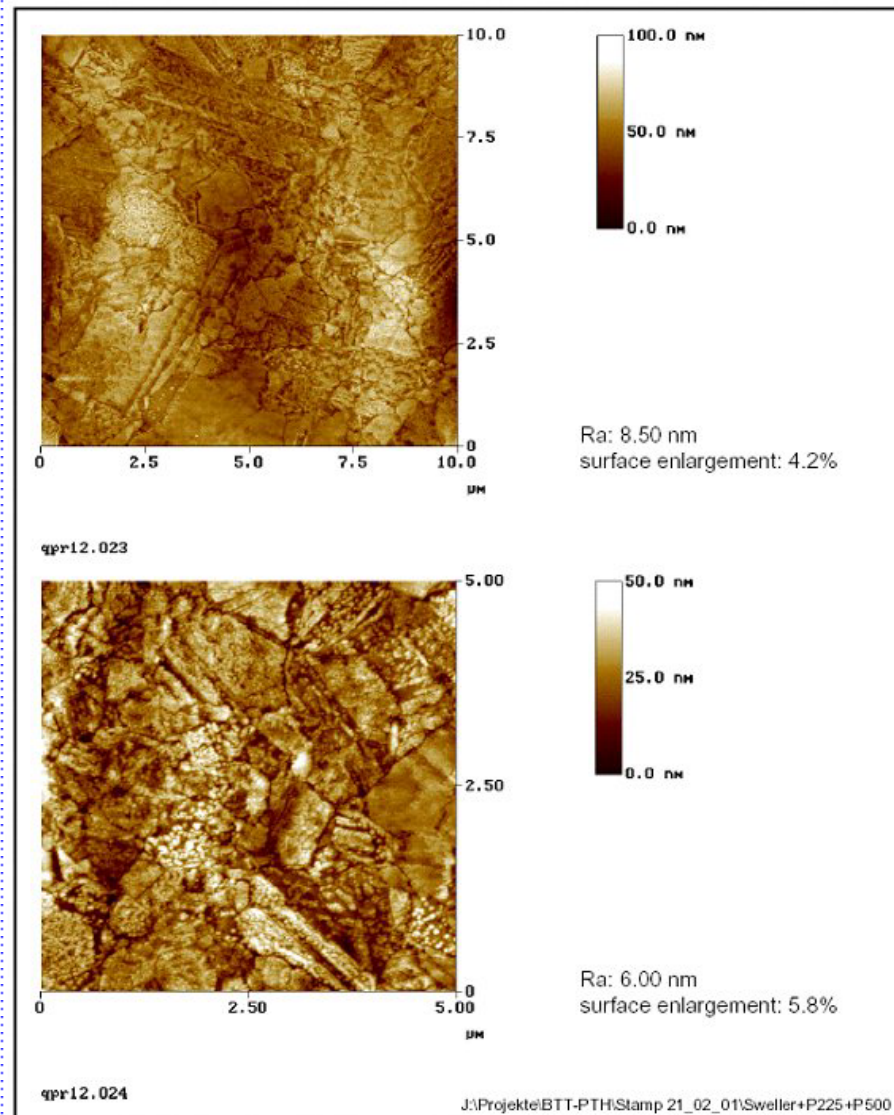 10.0
7.5
5.0
2.5
0
0 2.5 5.0 7.5 10.0
µM
100.0 nM
50.0 nM
0.0 nM
Ra: 8.50 nm
surface enlargement: 4.2%
qpr12.023
5.00
2.50
0
0 2.50 5.00
µM
50.0 nM
25.0 nM
0.0 nM
Ra: 6.00 nm
surface enlargement: 5.8%
qpr12.024
J:\Projekte\BTT-PTH\Stamp 21_02_01\Sweller+P225+P500